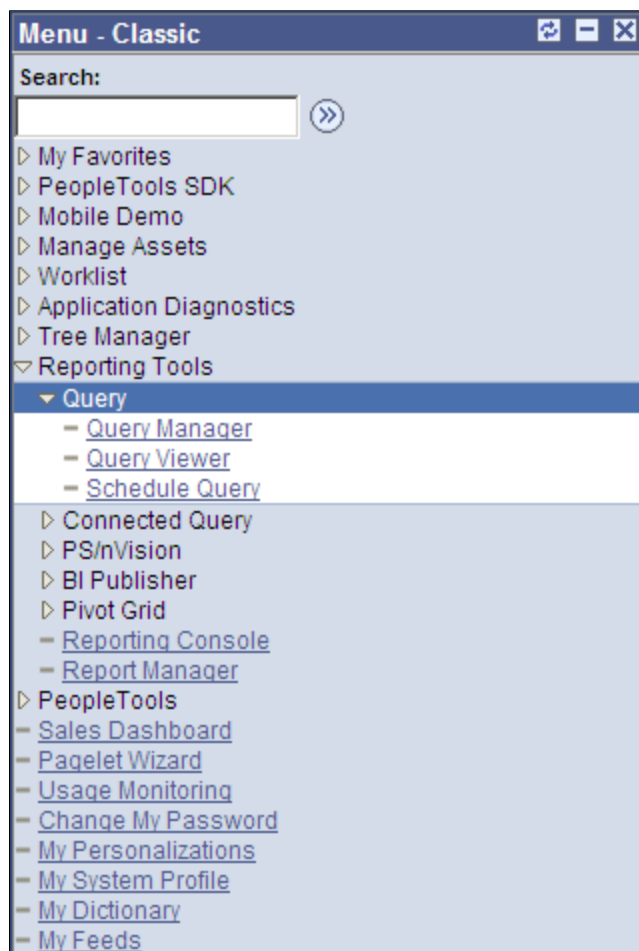 Menu - Classic
Search:
My Favorites
PeopleTools SDK
Mobile Demo
Manage Assets
Worklist
Application Diagnostics
Tree Manager
Reporting Tools
Query
Query Manager
Query Viewer
Schedule Query
Connected Query
PS/nVision
BI Publisher
Pivot Grid
Reporting Console
Report Manager
PeopleTools
Sales Dashboard
Pagelet Wizard
Usage Monitoring
Change My Password
My Personalizations
My System Profile
My Dictionary
My Feeds